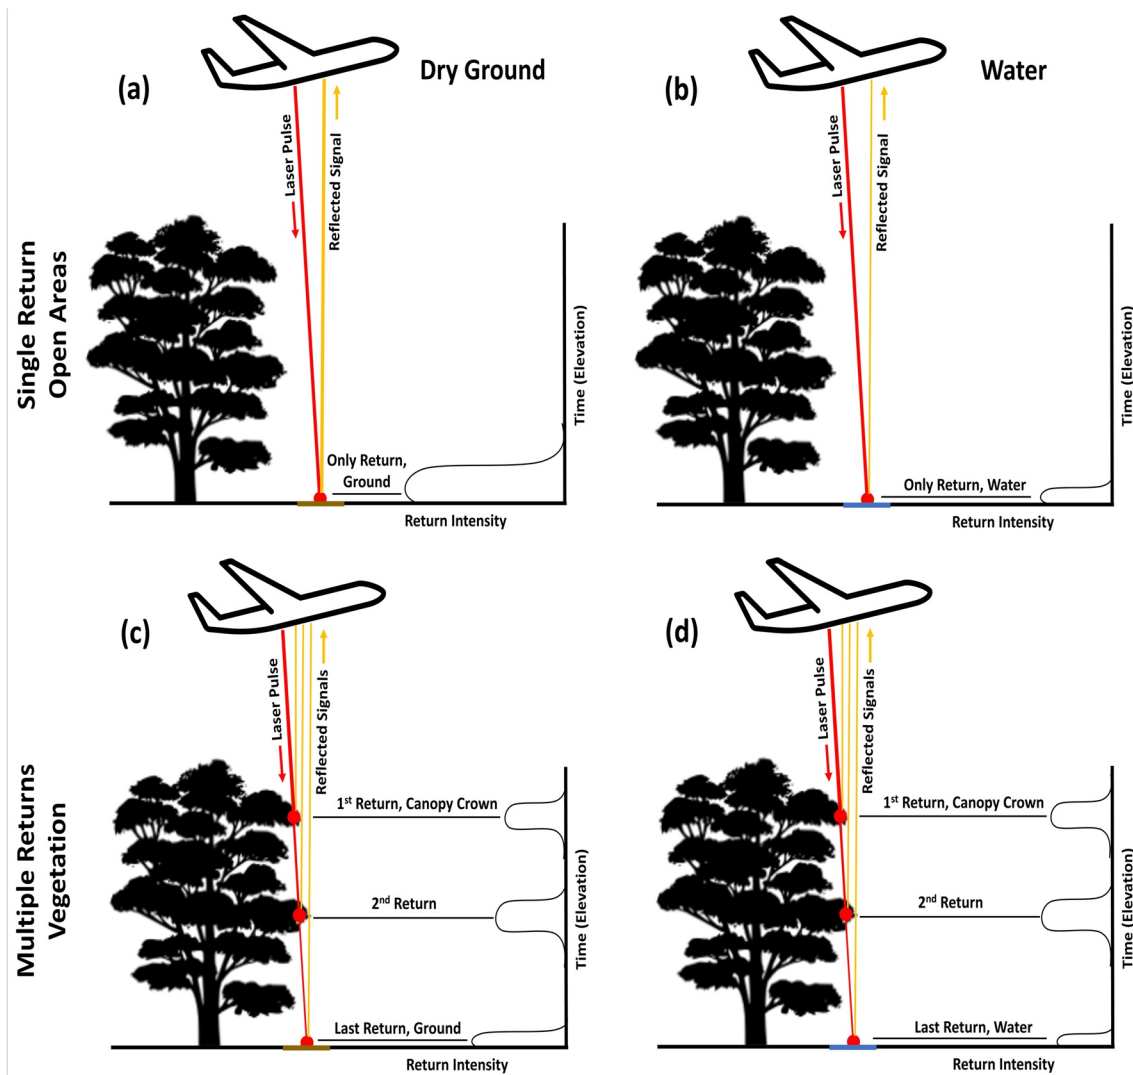 (a)
Dry Ground
Laser Pulse
Reflected Signal
Single Return
Open Areas
Only Return,
Ground
Time (Elevation)
Return Intensity
(b)
Water
Laser Pulse
Reflected Signal
Only Return, Water
Time (Elevation)
Return Intensity
(c)
Laser Pulse
Reflected Signals
Multiple Returns
Vegetation
1st Return, Canopy Crown
2nd Return
Last Return, Ground
Time (Elevation)
Return Intensity
(d)
Laser Pulse
Reflected Signals
1st Return, Canopy Crown
2nd Return
Last Return, Water
Time (Elevation)
Return Intensity